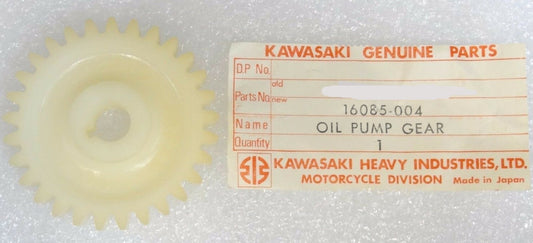 KAWASAKI GENUINE PARTS
D.P No.
old
Parts No. new
16085-004
Name OIL PUMP GEAR
Quantity 1
KAWASAKI HEAVY INDUSTRIES, LTD.
MOTORCYCLE DIVISION Made in Japan